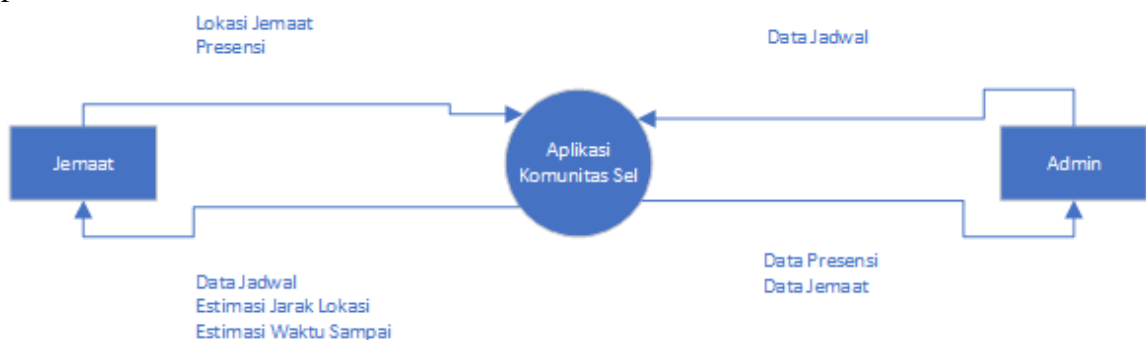 Lokasi Jemaat
Presensi
Data Jadwal
Jemaat
Aplikasi
Komunitas Sel
Admin
Data Jadwal
Estimasi Jarak Lokasi
Estimasi Waktu Sampai
Data Presensi
Data Jemaat